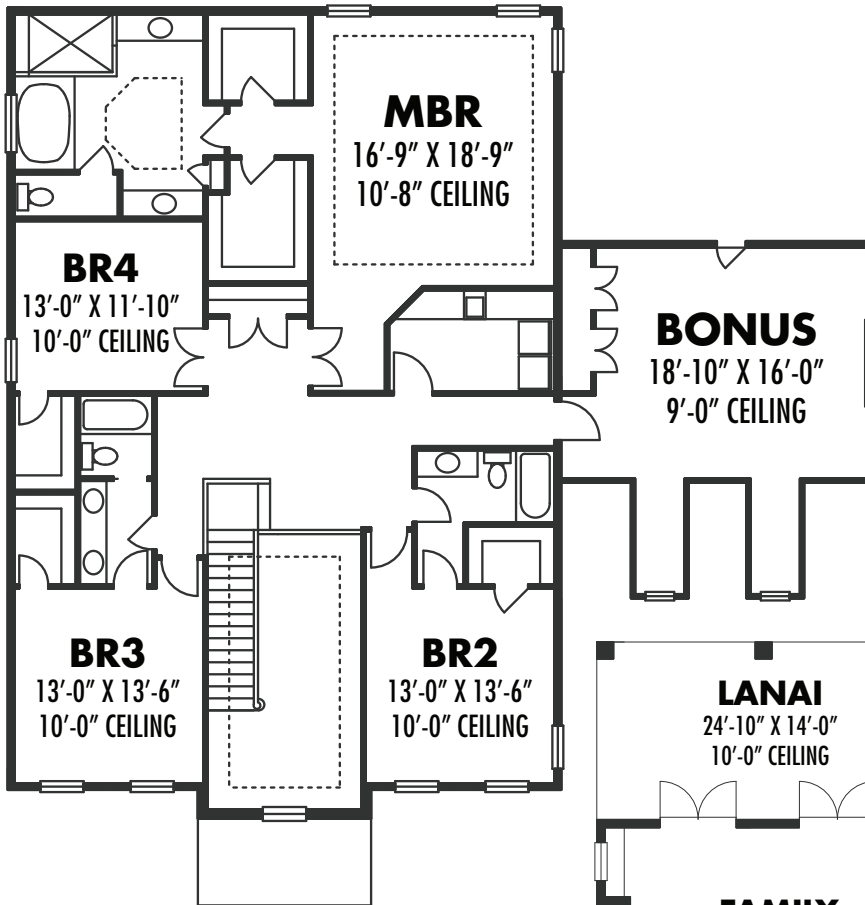 MBR
16'-9" X 18'-9"
10'-8" CEILING
BR4
13'-0" X 11'-10"
10'-0" CEILING
BONUS
18'-10" X 16'-0"
9'-0" CEILING
BR3
13'-0" X 13'-6"
10'-0" CEILING
BR2
13'-0" X 13'-6"
10'-0" CEILING
LANAI
24'-10" X 14'-0"
10'-0" CEILING
FAMILY